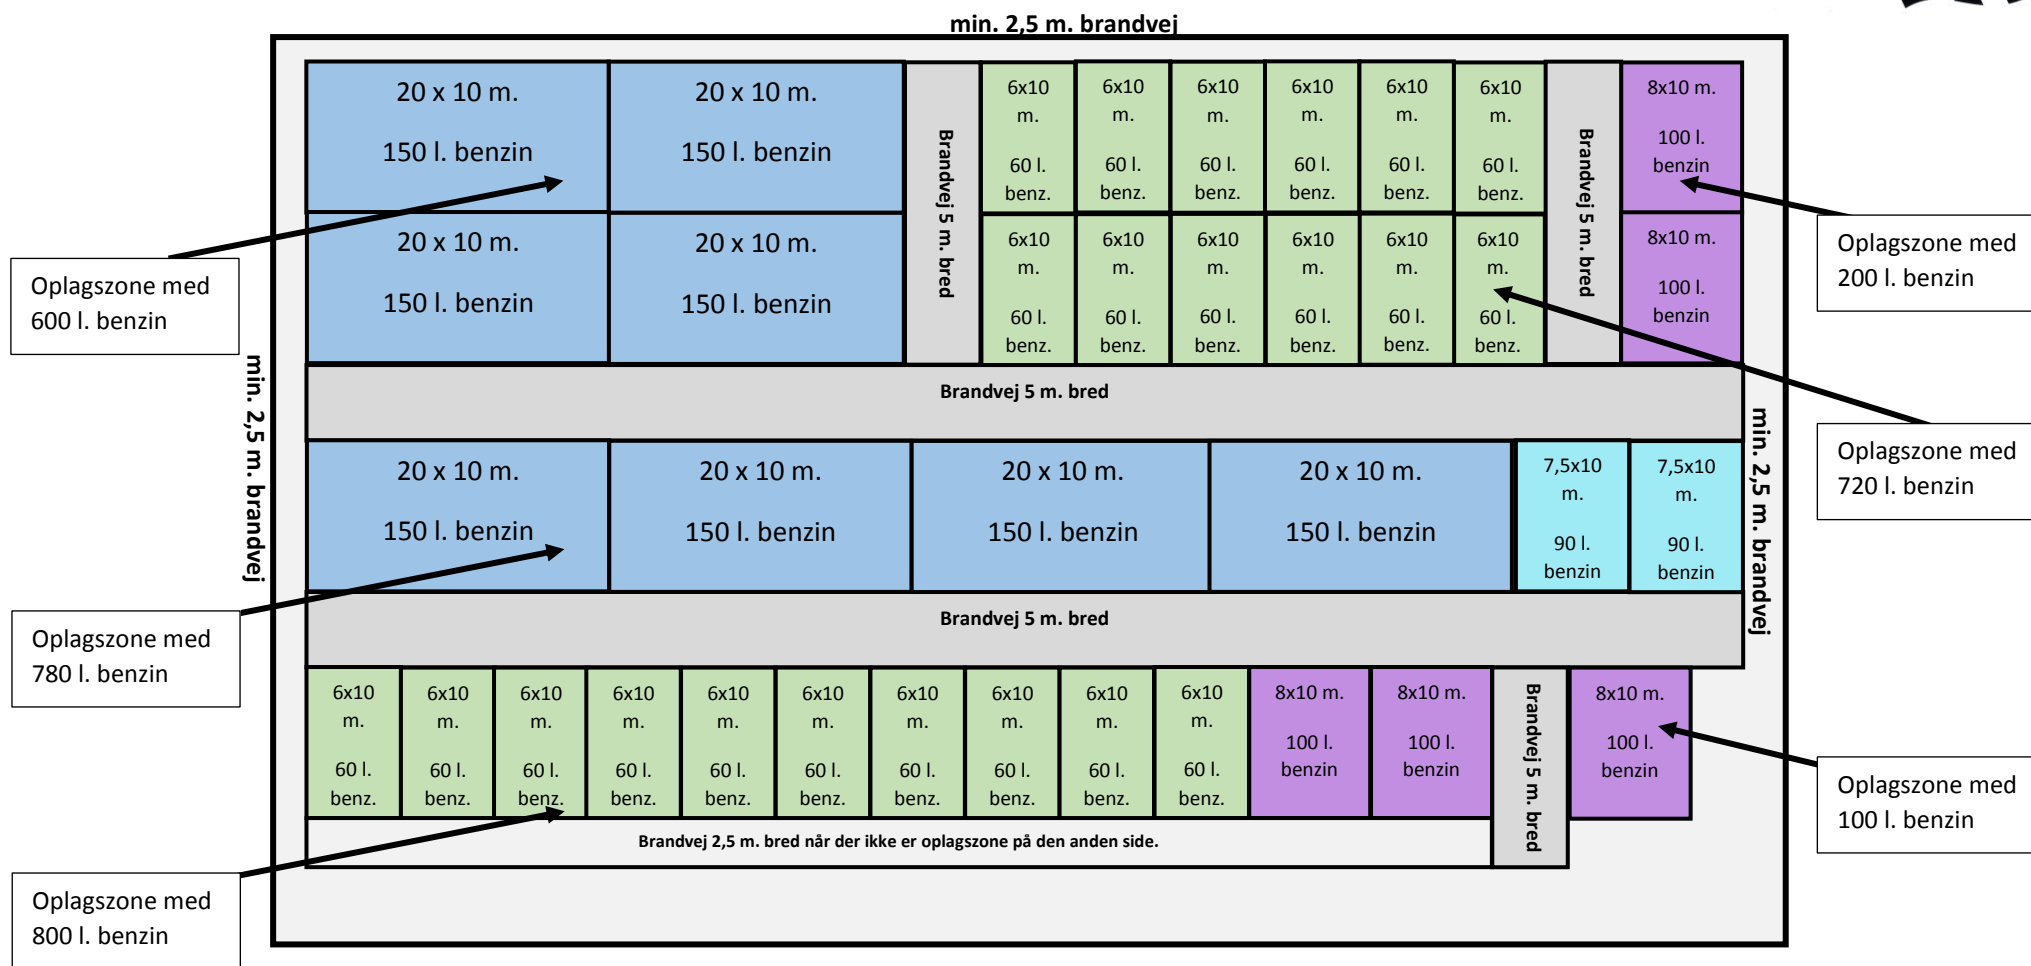 min. 2,5 m. brandvej
20 x 10 m.
150 l. benzin
20 x 10 m.
150 l. benzin
Brandvej 5 m. bred
6x10
m.
60 l.
benz.
6x10
m.
60 l.
benz.
6x10
m.
60 l.
benz.
6x10
m.
60 l.
benz.
6x10
m.
60 l.
benz.
6x10
m.
60 l.
benz.
Brandvej 5 m. bred
8x10 m.
100 l.
benzin
20 x 10 m.
150 l. benzin
20 x 10 m.
150 l. benzin
6x10
m.
60 l.
benz.
6x10
m.
60 l.
benz.
6x10
m.
60 l.
benz.
6x10
m.
60 l.
benz.
6x10
m.
60 l.
benz.
6x10
m.
60 l.
benz.
8x10 m.
100 l.
benzin
Oplagszone med
600 l. benzin
Oplagszone med
200 l. benzin
min. 2,5 m. brandvej
Brandvej 5 m. bred
min. 2,5 m. brandvej
Oplagszone med
720 l. benzin
20 x 10 m.
150 l. benzin
20 x 10 m.
150 l. benzin
20 x 10 m.
150 l. benzin
20 x 10 m.
150 l. benzin
7,5x10
m.
90 l.
benzin
7,5x10
m.
90 l.
benzin
Brandvej 5 m. bred
Oplagszone med
780 l. benzin
6x10
m.
60 l.
benz.
6x10
m.
60 l.
benz.
6x10
m.
60 l.
benz.
6x10
m.
60 l.
benz.
6x10
m.
60 l.
benz.
6x10
m.
60 l.
benz.
6x10
m.
60 l.
benz.
6x10
m.
60 l.
benz.
6x10
m.
60 l.
benz.
6x10
m.
60 l.
benz.
8x10 m.
100 l.
benzin
8x10 m.
100 l.
benzin
Brandvej 5 m. bred
8x10 m.
100 l.
benzin
Oplagszone med
100 l. benzin
Brandvej 2,5 m. bred når der ikke er oplagszone på den anden side.
Oplagszone med
800 l. benzin